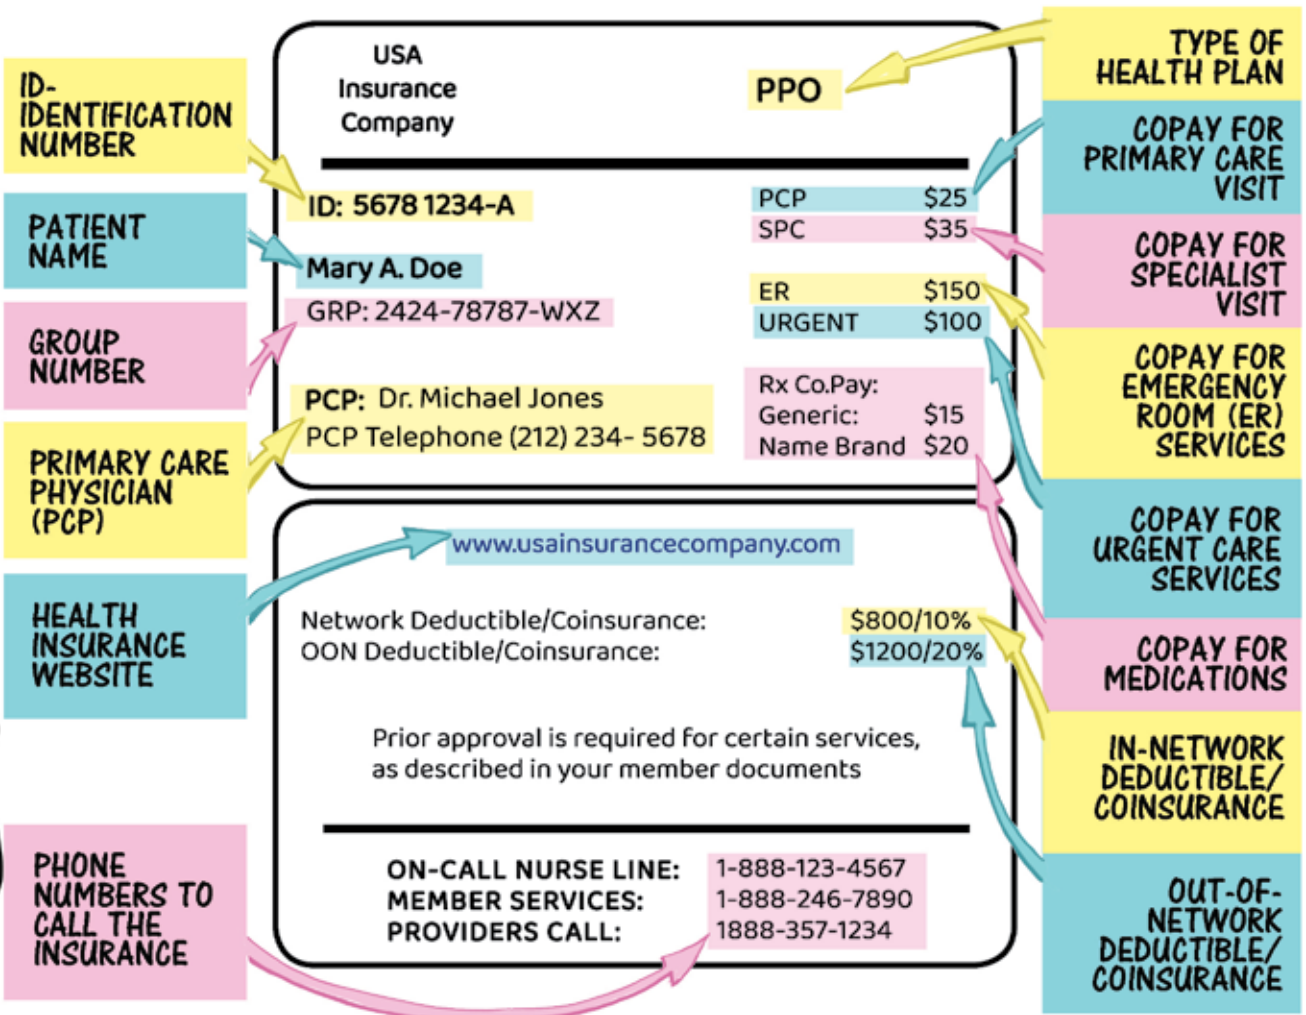 ID-
IDENTIFICATION
NUMBER
PATIENT
NAME
GROUP
NUMBER
PRIMARY CARE
PHYSICIAN
(PCP)
HEALTH
INSURANCE
WEBSITE
PHONE
NUMBERS TO
CALL THE
INSURANCE
USA
Insurance
Company
PPO
ID: 5678 1234-A
Mary A. Doe
GRP: 2424-78787-WXZ
PCP: Dr. Michael Jones
PCP Telephone (212) 234- 5678
PCP $25
SPC $35
ER $150
URGENT $100
Rx Co.Pay:
Generic: $15
Name Brand $20
www.usainsurancecompany.com
Network Deductible/Coinsurance: $800/10%
OON Deductible/Coinsurance: $1200/20%
Prior approval is required for certain services,
as described in your member documents
ON-CALL NURSE LINE: 1-888-123-4567
MEMBER SERVICES: 1-888-246-7890
PROVIDERS CALL: 1888-357-1234
TYPE OF
HEALTH PLAN
COPAY FOR
PRIMARY CARE
VISIT
COPAY FOR
SPECIALIST
VISIT
COPAY FOR
EMERGENCY
ROOM (ER)
SERVICES
COPAY FOR
URGENT CARE
SERVICES
COPAY FOR
MEDICATIONS
IN-NETWORK
DEDUCTIBLE/
COINSURANCE
OUT-OF-
NETWORK
DEDUCTIBLE/
COINSURANCE